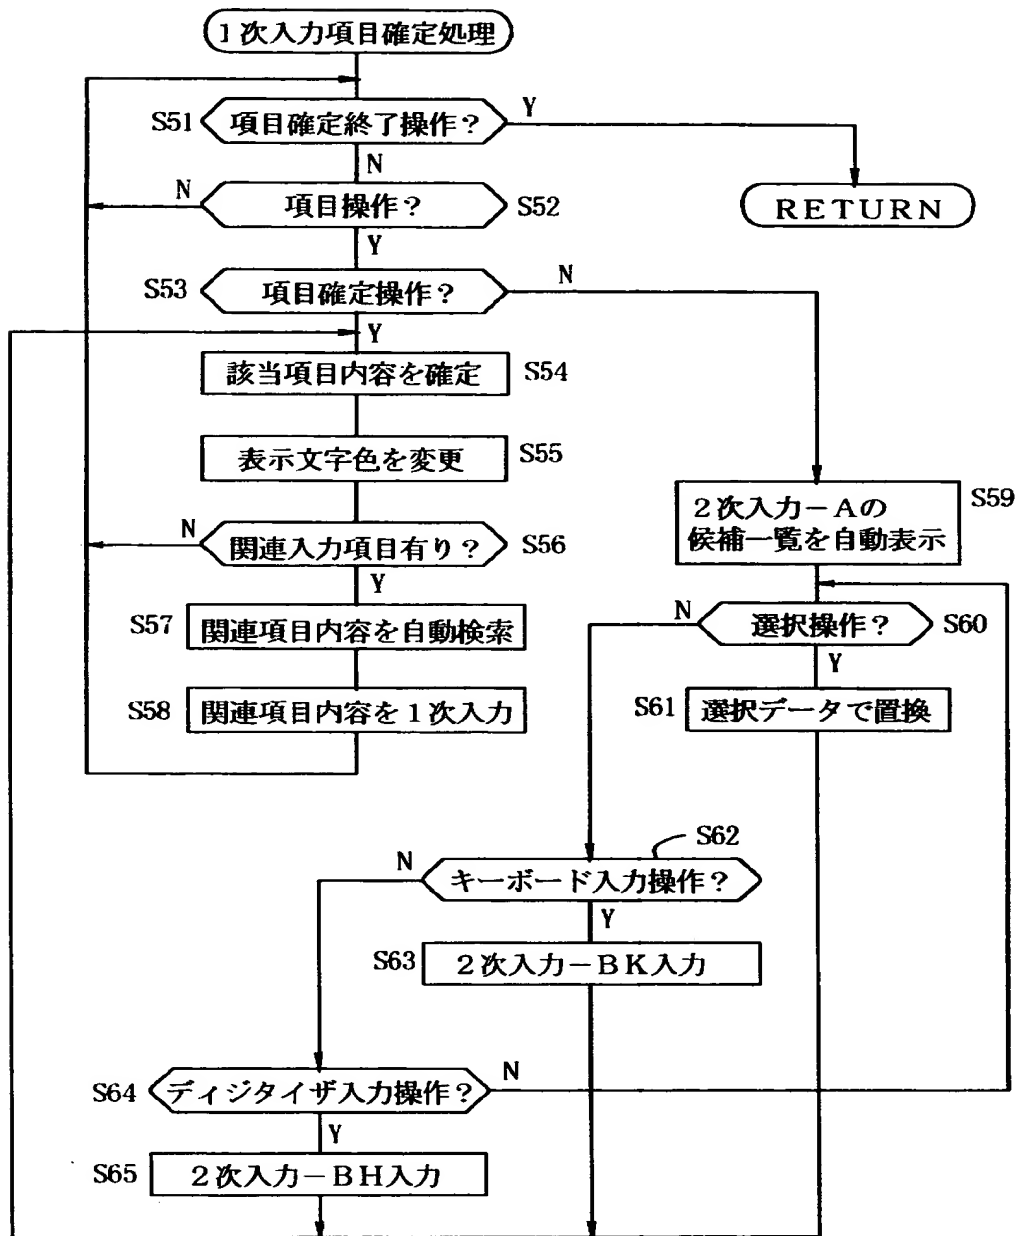 1次入力項目確定処理
S51
項目確定終了操作?
Y
N
N
項目操作?
S52
RETURN
Y
S53
項目確定操作?
N
Y
該当項目内容を確定
S54
表示文字色を変更
S55
N
関連入力項目有り?
S56
Y
S57
関連項目内容を自動検索
S58
関連項目内容を1次入力
2次入力-Aの
候補一覧を自動表示
S59
N
選択操作?
S60
Y
S61
選択データで置換
S62
N
キーボード入力操作?
Y
S63
2次入力-BK入力
S64
ディジタイザ入力操作?
N
Y
S65
2次入力-BH入力